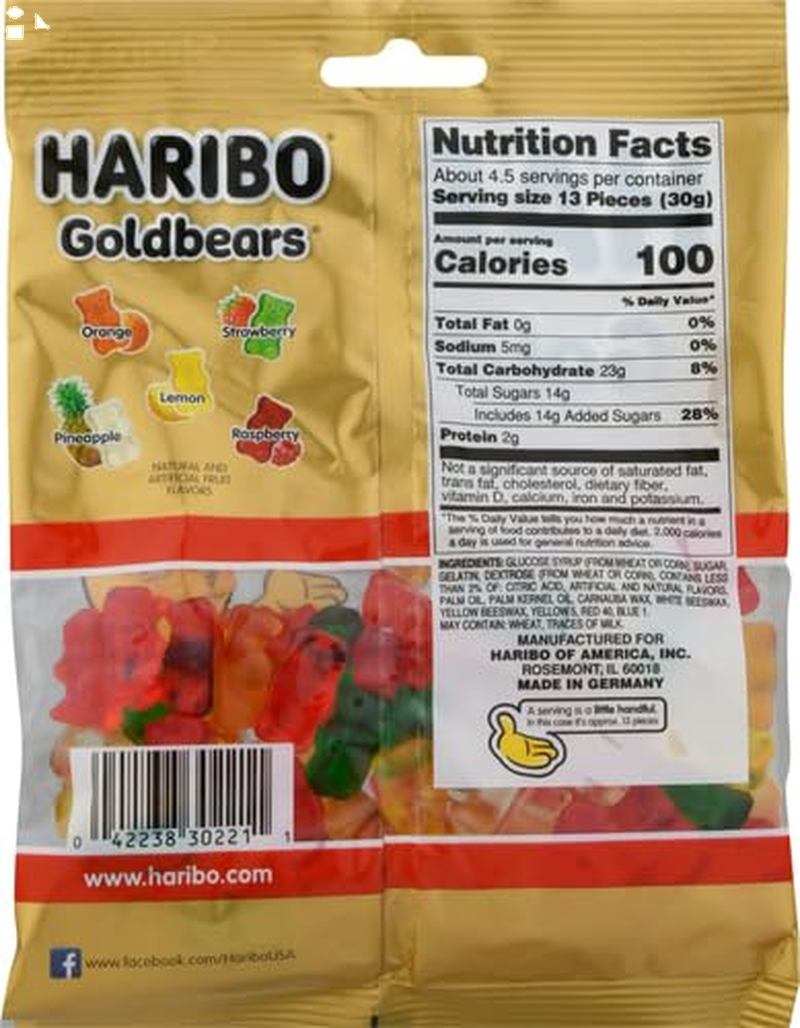 HARIBO
Goldbears
Orange
Strawberry
Lemon
Pineapple
Raspberry
NATURAL AND
ARTIFICIAL FRUIT
FLAVORS
Nutrition Facts
About 4.5 servings per container
Serving size 13 Pieces (30g)
Amount per serving
Calories 100
% Daily Value*
Total Fat 0g 0%
Sodium 5mg 0%
Total Carbohydrate 23g 8%
Total Sugars 14g
Includes 14g Added Sugars 28%
Protein 2g
Not a significant source of saturated fat,
trans fat, cholesterol, dietary fiber,
vitamin D, calcium, iron and potassium.
*The % Daily Value tells you how much a nutrient in a
serving of food contributes to a daily diet. 2,000 calories
a day is used for general nutrition advice.
INGREDIENTS: GLUCOSE SYRUP (FROM WHEAT OR CORN), SUGAR,
GELATIN, DEXTROSE (FROM WHEAT OR CORN), CONTAINS LESS
THAN 2% OF: CITRIC ACID, ARTIFICIAL AND NATURAL FLAVORS,
PALM OIL, PALM KERNEL OIL, CARNAUBA WAX, WHITE BEESWAX,
YELLOW BEESWAX, YELLOW 5, RED 40, BLUE 1.
MAY CONTAIN: WHEAT, TRACES OF MILK.
MANUFACTURED FOR
HARIBO OF AMERICA, INC.
ROSEMONT, IL 60018
MADE IN GERMANY
A serving is a little handful.
In this case it's approx. 13 pieces
0 42238 30221 1
www.haribo.com
f www.facebook.com/HariboUSA